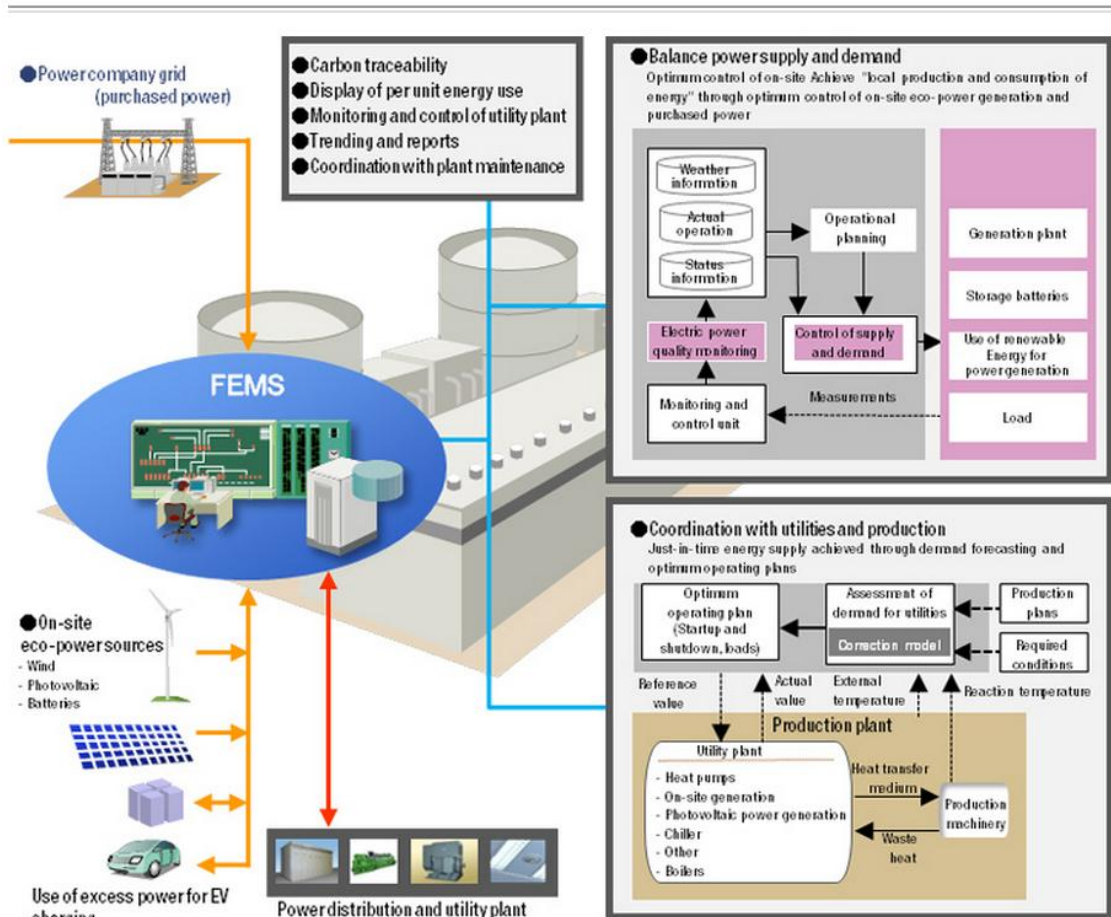 ●Power company grid
(purchased power)
●Carbon traceability
●Display of per unit energy use
●Monitoring and control of utility plant
●Trending and reports
●Coordination with plant maintenance
FEMS
●On-site
eco-power sources
- Wind
- Photovoltaic
- Batteries
Use of excess power for EV
charging
Power distribution and utility plant
●Balance power supply and demand
Optimum control of on-site Achieve "local production and consumption of
energy" through optimum control of on-site eco-power generation and
purchased power
Weather
information
Actual
operation
Status
information
Operational
planning
Electric power
quality monitoring
Control of supply
and demand
Monitoring and
control unit
Measurements
Generation plant
Storage batteries
Use of renewable
Energy for
power generation
Load
●Coordination with utilities and production
Just-in-time energy supply achieved through demand forecasting and
optimum operating plans
Optimum
operating plan
(Startup and
shutdown, loads)
Assessment of
demand for utilities
Correction model
Production
plans
Required
conditions
Reference
value
Actual
value
External
temperature
Reaction temperature
Production plant
Utility plant
- Heat pumps
- On-site generation
- Photovoltaic power generation
- Chiller
- Other
- Boilers
Heat transfer
medium
Waste
heat
Production
machinery